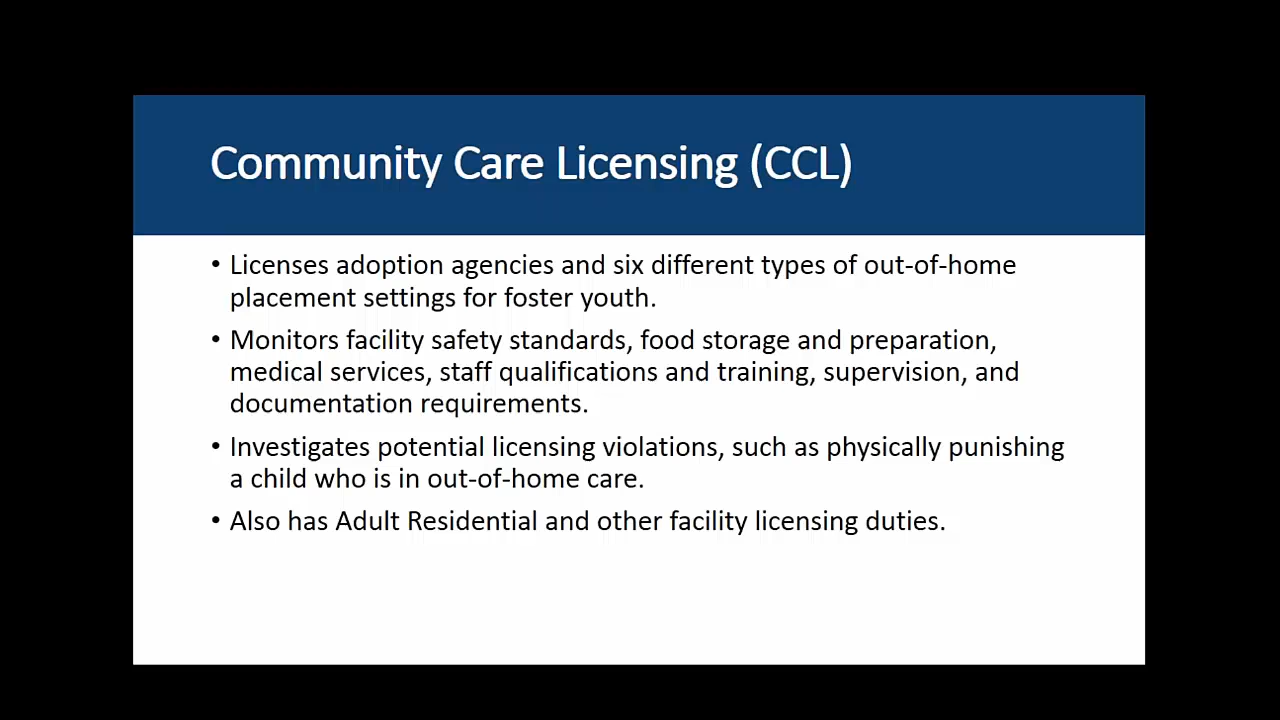 Community Care Licensing (CCL)
• Licenses adoption agencies and six different types of out-of-home
placement settings for foster youth.
• Monitors facility safety standards, food storage and preparation,
medical services, staff qualifications and training, supervision, and
documentation requirements.
• Investigates potential licensing violations, such as physically punishing
a child who is in out-of-home care.
• Also has Adult Residential and other facility licensing duties.